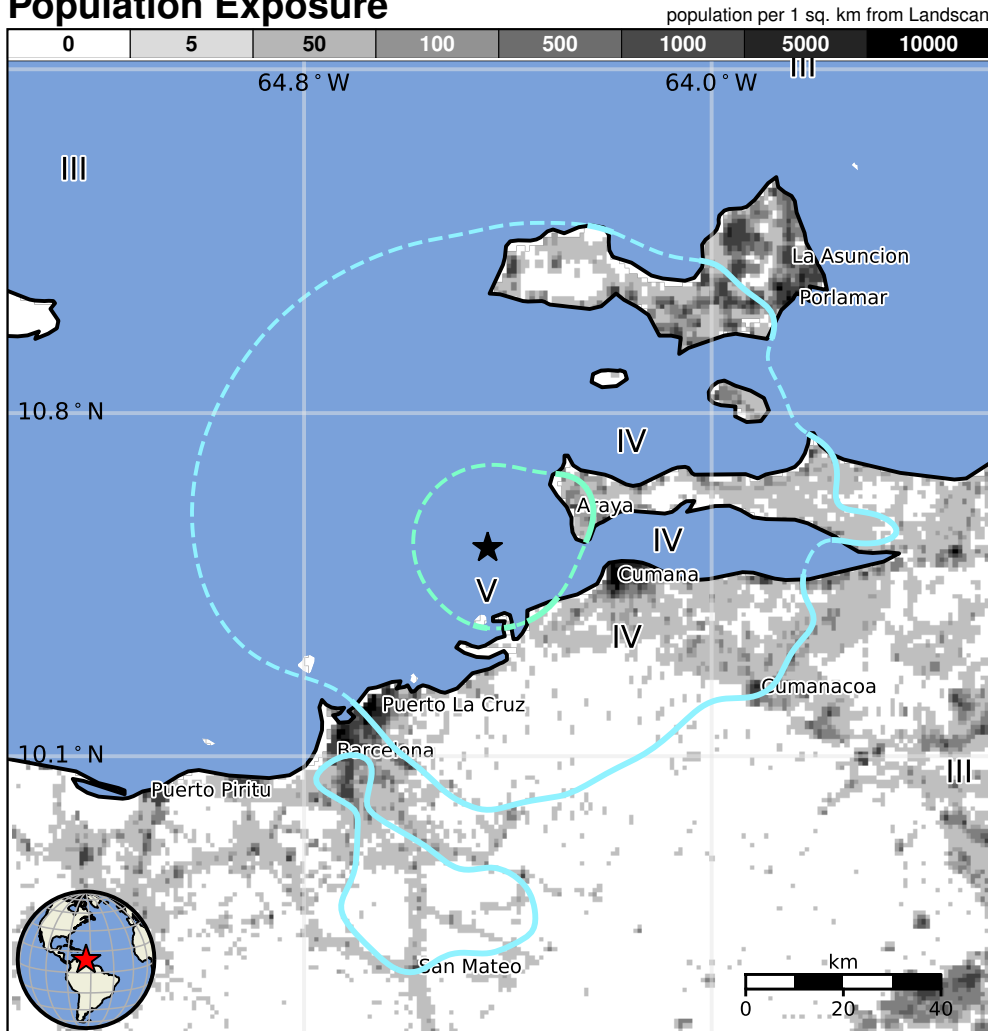 Population Exposure
population per 1 sq. km from Landscan
0 5 50 100 500 1000 5000 10000
III
64.8°W 64.0°W
III
La Asuncion
Porlamar
10.8°N
IV
Araya
IV
Cumana
V
IV
Cumanacoa
Puerto La Cruz
Barcelona
10.1°N
III
Puerto Piritu
San Mateo
km
0 20 40